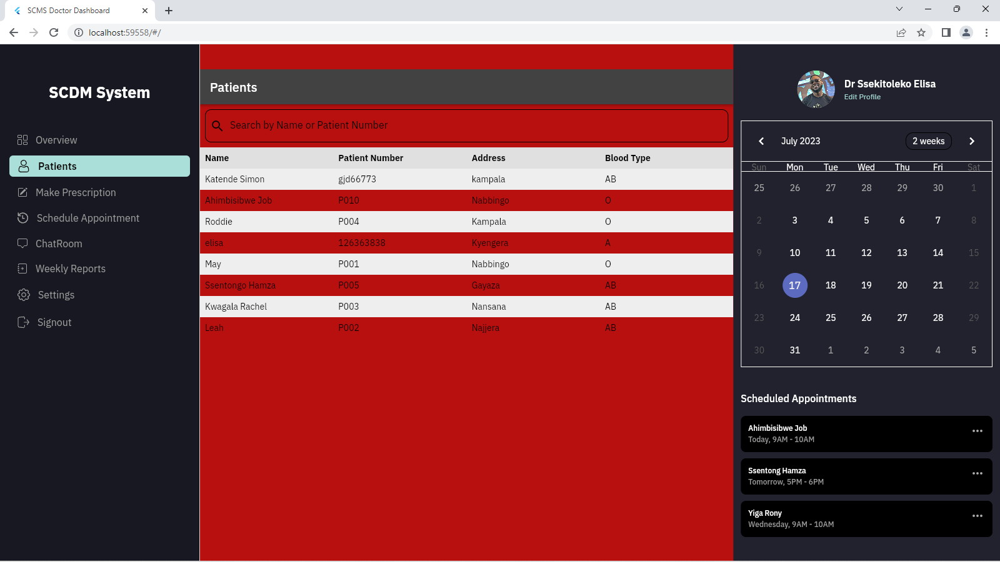 SCMS Doctor Dashboard
localhost:59558/#/
SCDM System
Overview
Patients
Make Prescription
Schedule Appointment
ChatRoom
Weekly Reports
Settings
Signout
Patients
Search by Name or Patient Number
Name Patient Number Address Blood Type
Katende Simon gjd66773 kampala AB
Ahimbisibwe Job P010 Nabbingo O
Roddie P004 Kampala O
elisa 126363838 Kyengera A
May P001 Nabbingo O
Ssentongo Hamza P005 Gayaza AB
Kwagala Rachel P003 Nansana AB
Leah P002 Najjera AB
Dr Ssekitoleko Elisa
Edit Profile
July 2023 2 weeks
Sun Mon Tue Wed Thu Fri Sat
25 26 27 28 29 30 1
2 3 4 5 6 7 8
9 10 11 12 13 14 15
16 17 18 19 20 21 22
23 24 25 26 27 28 29
30 31 1 2 3 4 5
Scheduled Appointments
Ahimbisibwe Job
Today, 9AM - 10AM
Ssentong Hamza
Tomorrow, 5PM - 6PM
Yiga Rony
Wednesday, 9AM - 10AM